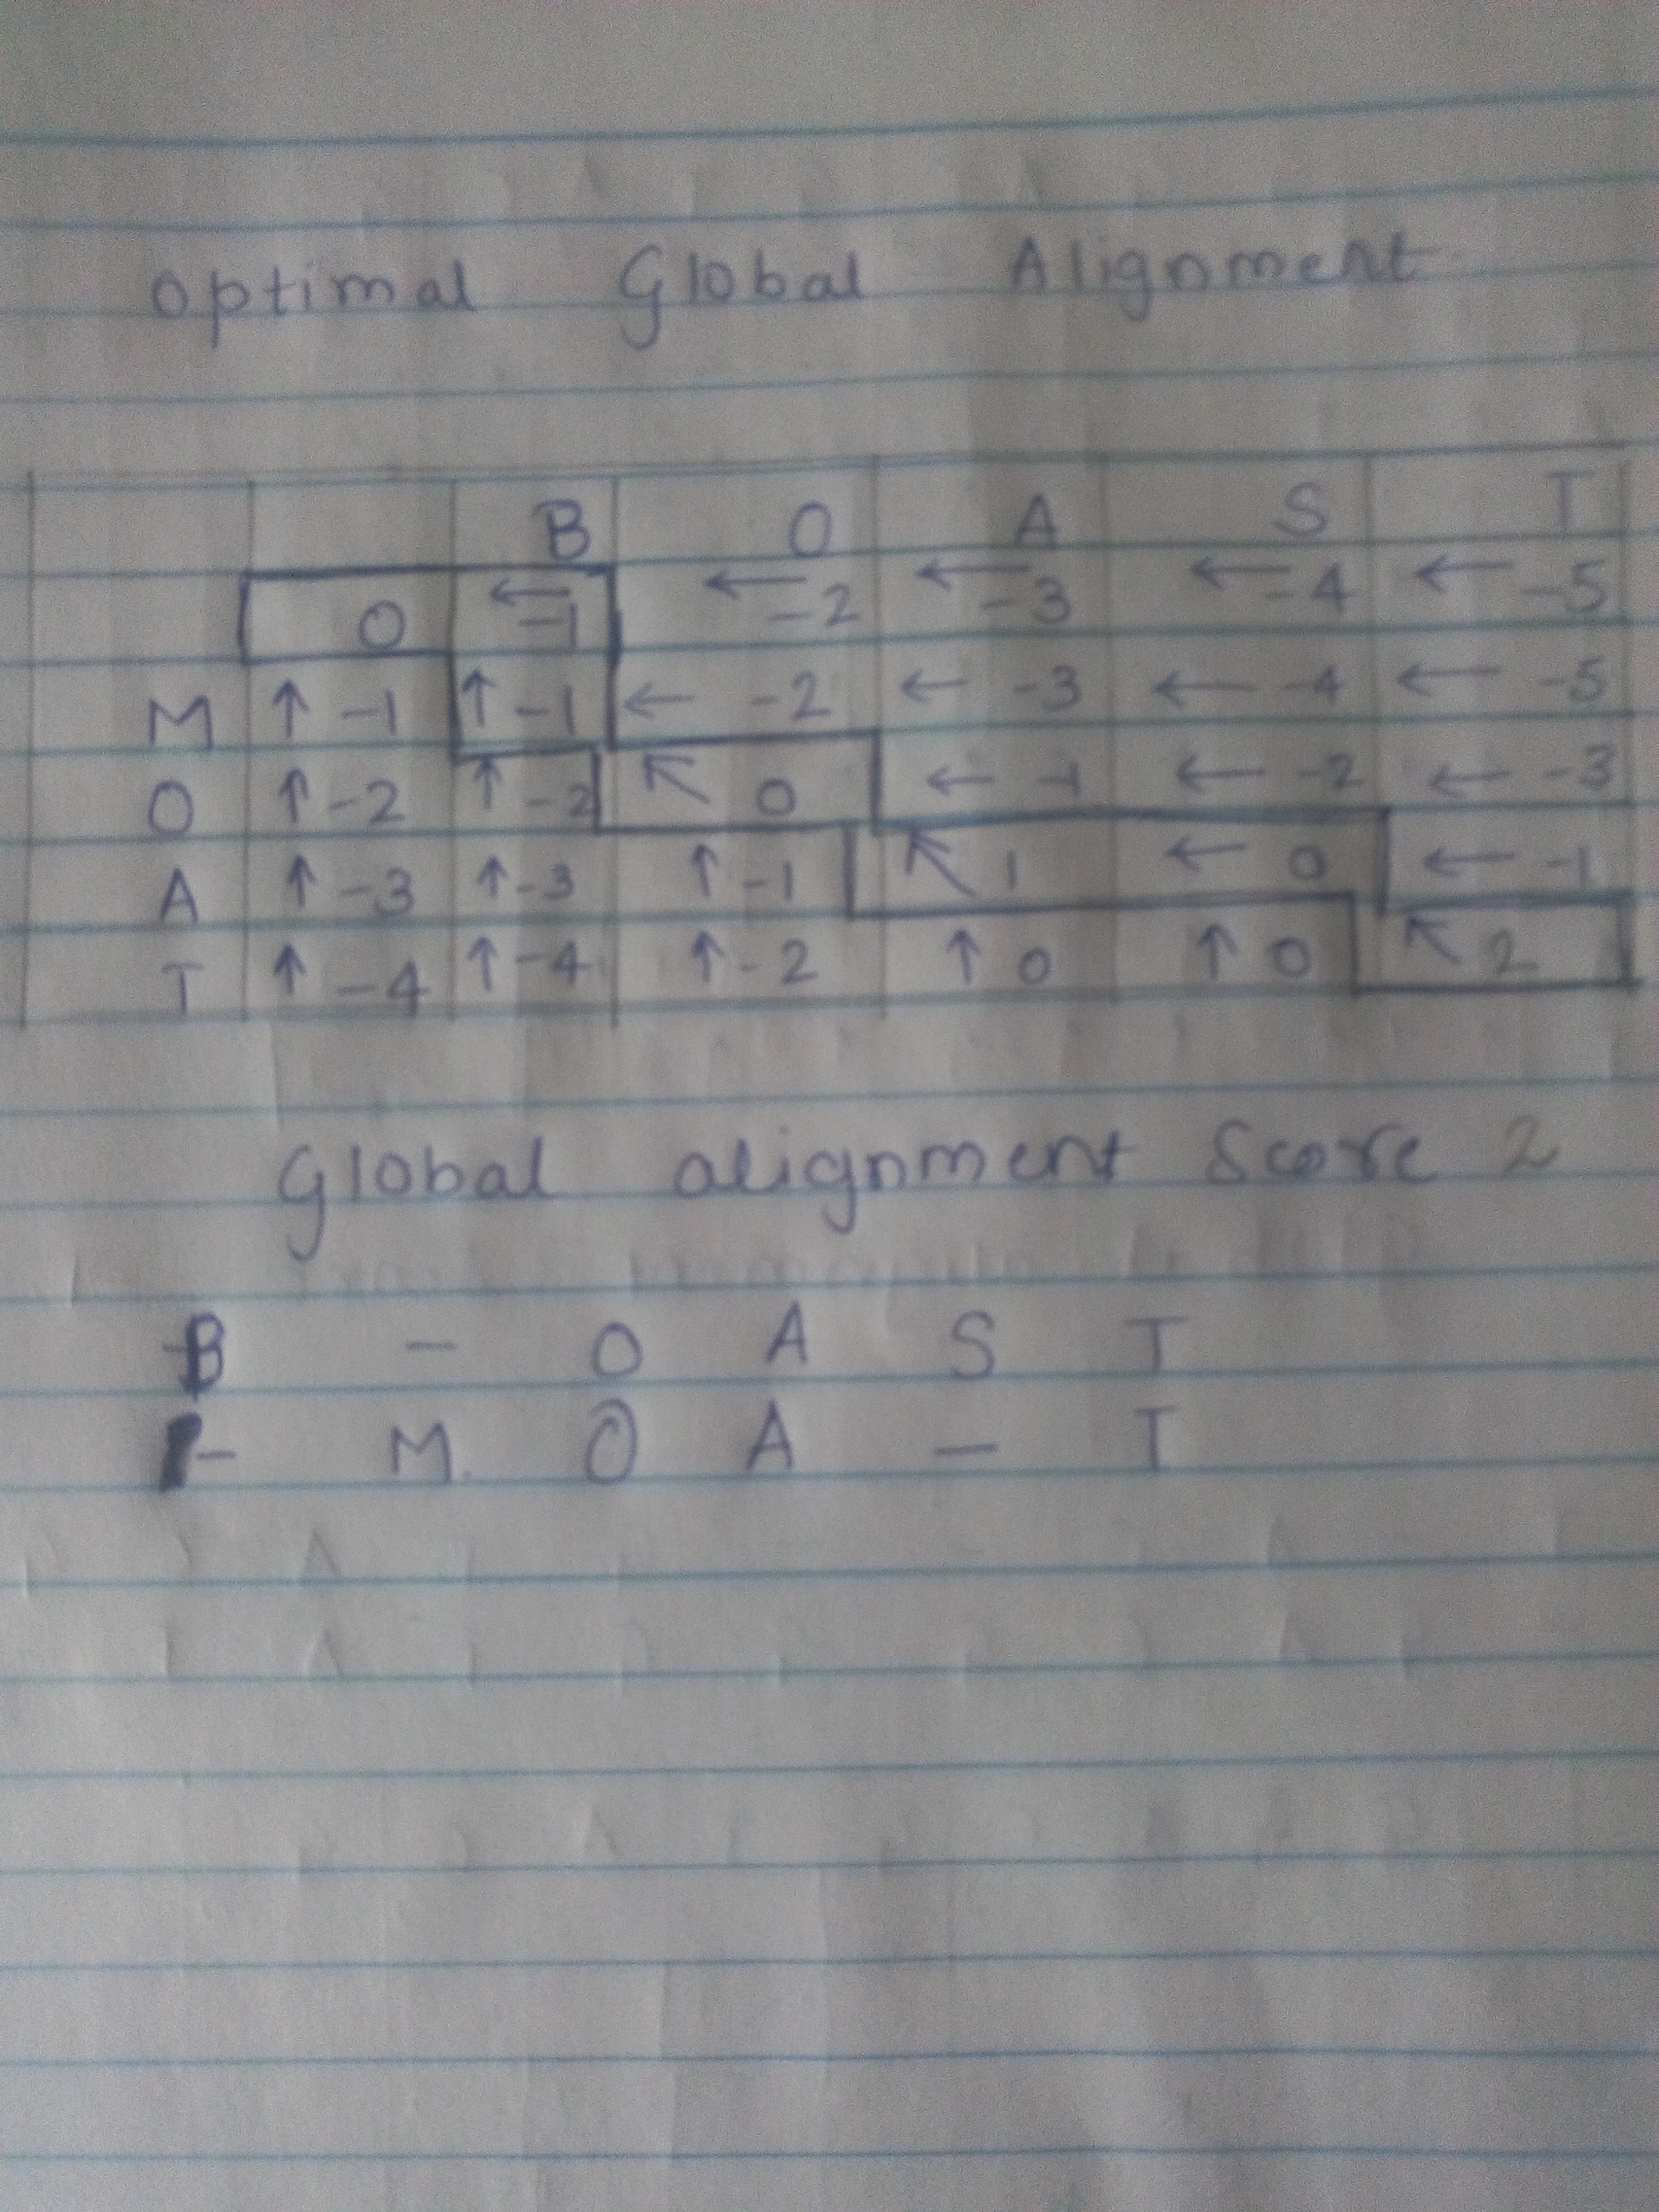 Optimal Global Alignment
B O A S T
0 ← -1 ← -2 ← -3 ← -4 ← -5
M ↑ -1 ↑ -1 ← -2 ← -3 ← -4 ← -5
O ↑ -2 ↑ -2 ↖ 0 ← -1 ← -2 ← -3
A ↑ -3 ↑ -3 ↑ -1 ↖ 1 ← 0 ← -1
T ↑ -4 ↑ -4 ↑ -2 ↑ 0 ↑ 0 ↖ 2
Global alignment Score 2
B - O A S T
- M O A - T